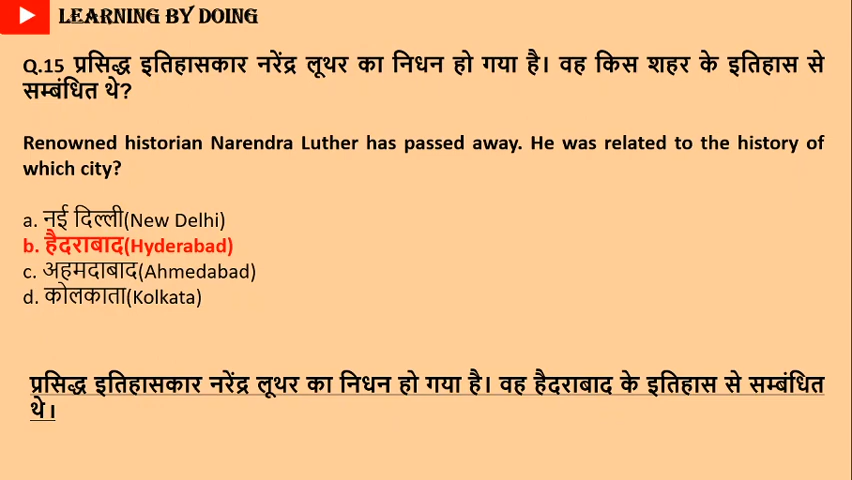 LEARNING BY DOING
Q.15 प्रसिद्ध इतिहासकार नरेंद्र लूथर का निधन हो गया है। वह किस शहर के इतिहास से
सम्बंधित थे?
Renowned historian Narendra Luther has passed away. He was related to the history of
which city?
a. नई दिल्ली(New Delhi)
b. हैदराबाद(Hyderabad)
c. अहमदाबाद(Ahmedabad)
d. कोलकाता(Kolkata)
प्रसिद्ध इतिहासकार नरेंद्र लूथर का निधन हो गया है। वह हैदराबाद के इतिहास से सम्बंधित
थे।